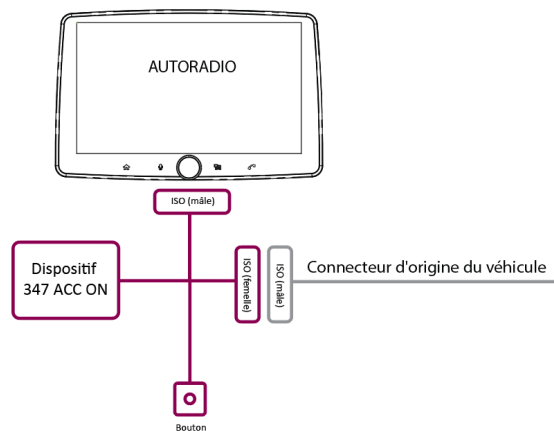 AUTORADIO
ISO (mâle)
Dispositif
347 ACC ON
ISO (femelle)
ISO (mâle)
Connecteur d'origine du véhicule
Bouton